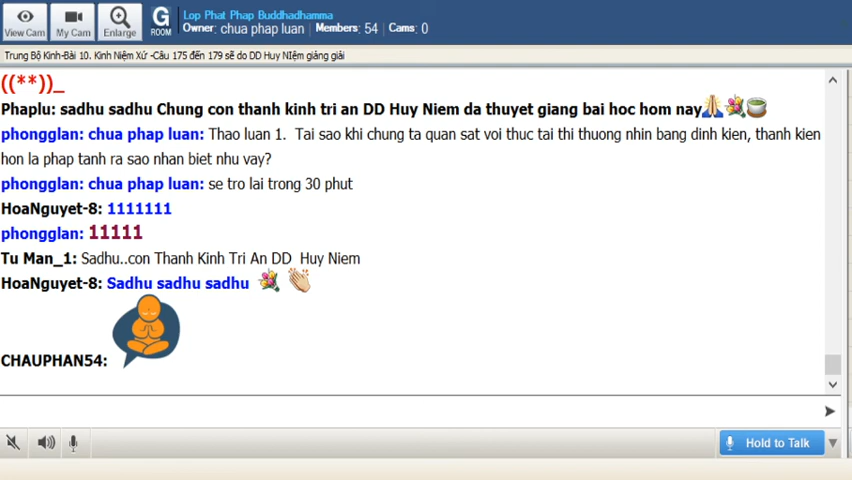 Lop Phat Phap Buddhadhamma
Owner: chua phap luan | Members: 54 | Cams: 0
View Cam
My Cam
Enlarge
G
ROOM
Trung Bộ Kinh-Bài 10. Kinh Niệm Xứ -Câu 175 đến 179 sẽ do DD Huy NIệm giảng giải
((**))_
Phaplu: sadhu sadhu Chung con thanh kinh tri an DD Huy Niem da thuyet giang bai hoc hom nay
phongglan: chua phap luan: Thao luan 1. Tai sao khi chung ta quan sat voi thuc tai thi thuong nhin bang dinh kien, thanh kien
hon la phap tanh ra sao nhan biet nhu vay?
phongglan: chua phap luan: se tro lai trong 30 phut
HoaNguyet-8: 1111111
phongglan: 11111
Tu Man_1: Sadhu..con Thanh Kinh Tri An DD Huy Niem
HoaNguyet-8: Sadhu sadhu sadhu
CHAUPHAN54:
Hold to Talk